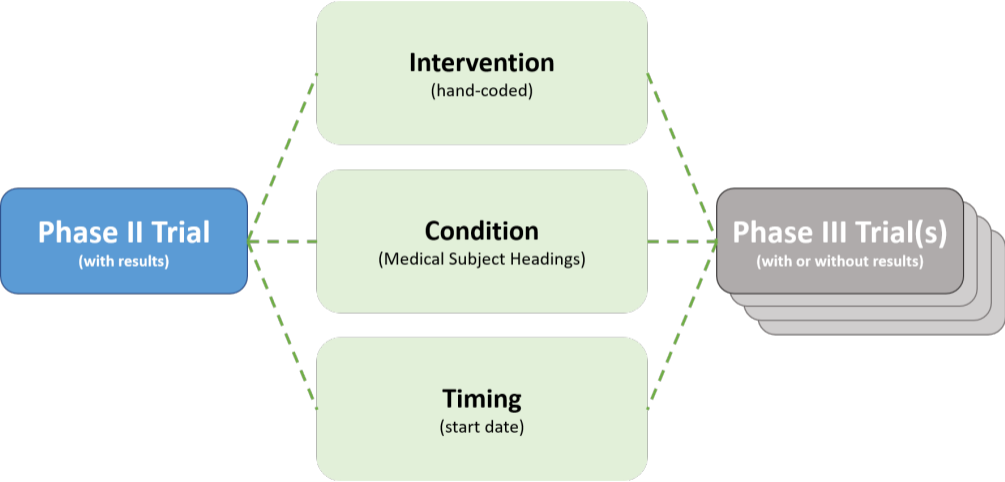 Intervention
(hand-coded)
Phase II Trial
(with results)
Condition
(Medical Subject Headings)
Phase III Trial(s)
(with or without results)
Timing
(start date)